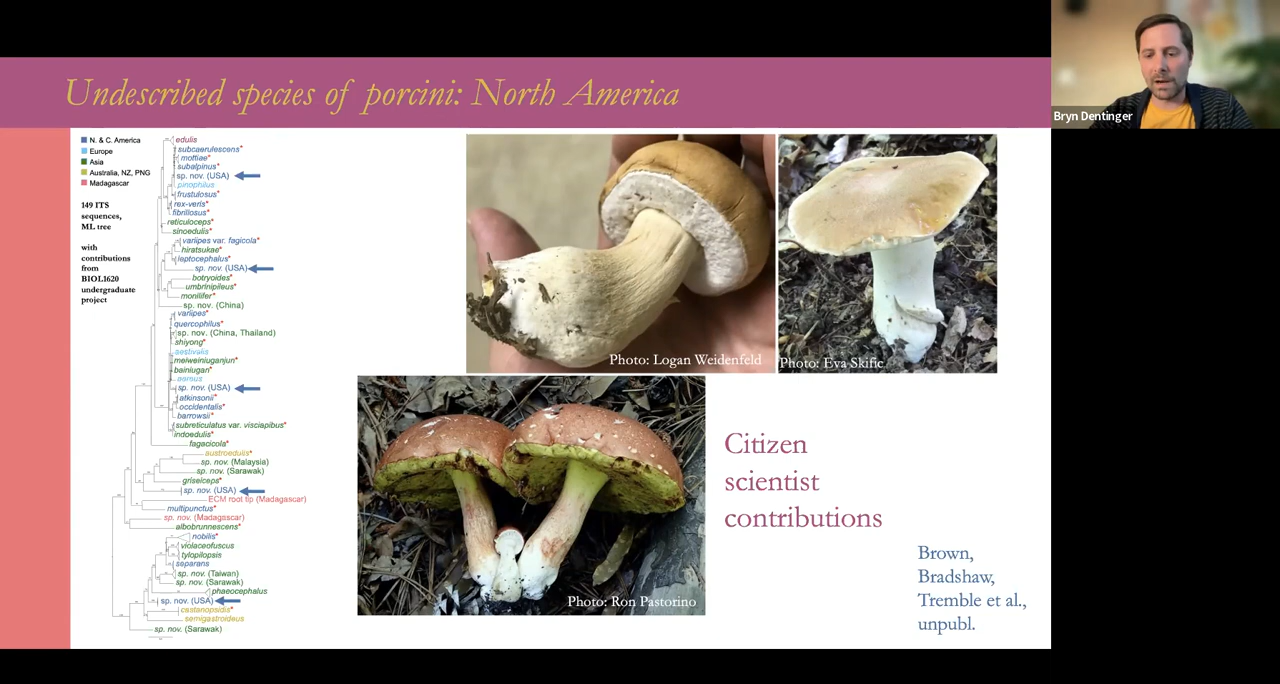 Undescribed species of porcini: North America
Bryn Dentinger
N. & C. America
Europe
Asia
Australia, NZ, PNG
Madagascar
149 ITS
sequences,
ML tree
with
contributions
from
BIOL1620
undergraduate
project
edulis
subcaerulescens*
mottiae*
subalpinus*
sp. nov. (USA)
pinophilus
frustulosus*
rex-veris*
fibrillosus*
reticuloceps*
sinoedulis*
variipes var. fagicola*
hiratsukae*
leptocephalus*
sp. nov. (USA)
botryoides*
umbrinipileus*
monilifer*
sp. nov. (China)
variipes*
quercophilus*
sp. nov. (China, Thailand)
shiyong*
aestivalis
meiweiniuganjun*
bainiugan*
aereus
sp. nov. (USA)
atkinsonii*
occidentalis*
barrowsii*
subreticulatus var. visciapibus*
indoedulis*
fagacicola*
austroedulis*
sp. nov. (Malaysia)
sp. nov. (Sarawak)
griseiceps*
sp. nov. (USA)
ECM root tip (Madagascar)
multipunctus*
sp. nov. (Madagascar)
albobrunnescens*
nobilis*
violaceofuscus
tylopilopsis
separans
sp. nov. (Taiwan)
sp. nov. (Sarawak)
phaeocephalus
sp. nov. (USA)
castanopsidis*
semigastroideus
sp. nov. (Sarawak)
Photo: Logan Weidenfeld
Photo: Eva Skific
Photo: Ron Pastorino
Citizen
scientist
contributions
Brown,
Bradshaw,
Tremble et al.,
unpubl.